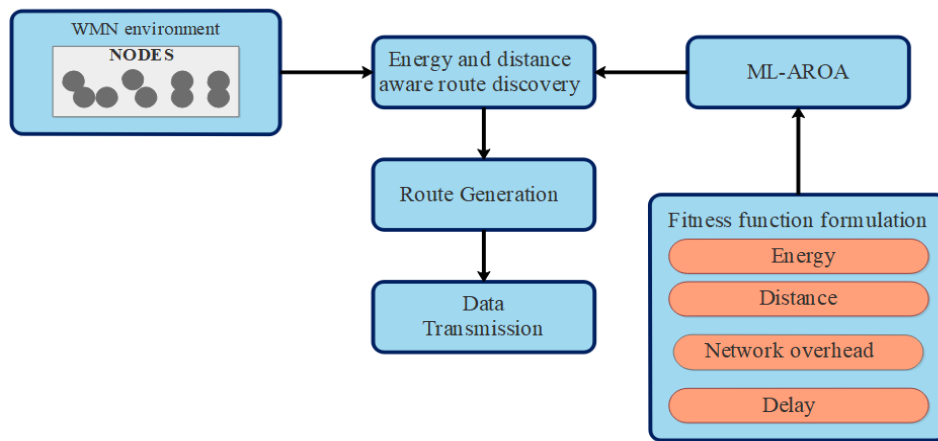 WMN environment
NODES
Energy and distance
aware route discovery
ML-AROA
Route Generation
Data
Transmission
Fitness function formulation
Energy
Distance
Network overhead
Delay